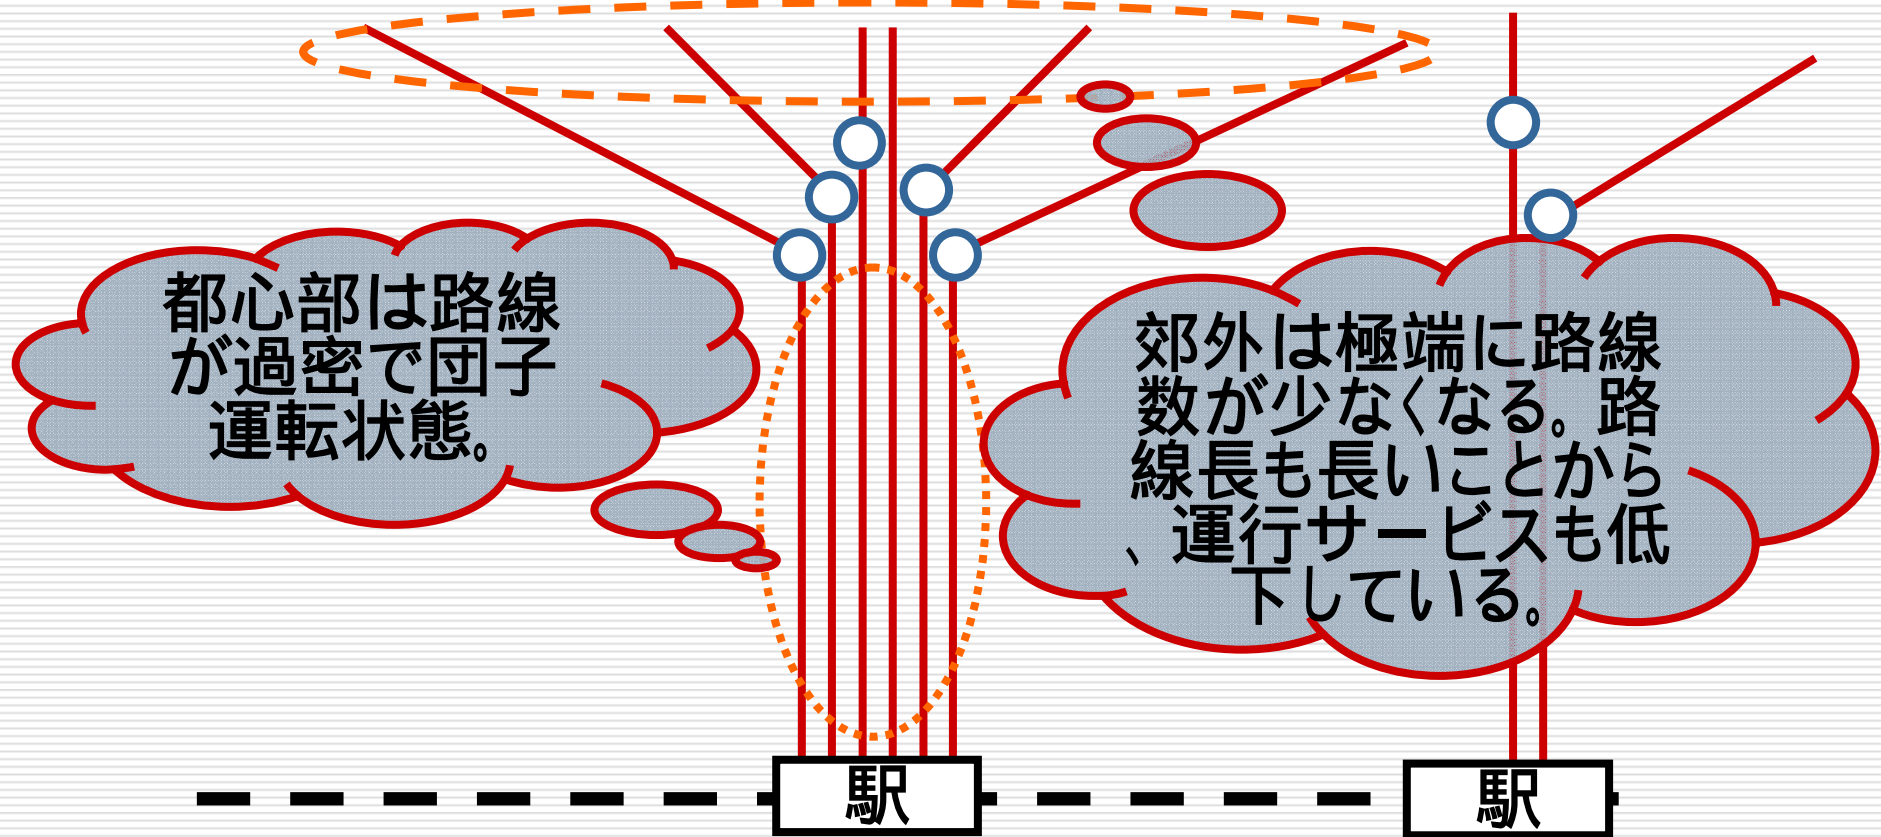 都心部は路線
が過密で団子
運転状態。
郊外は極端に路線
数が少なくなる。路
線長も長いことから
、運行サービスも低
下している。
駅
駅